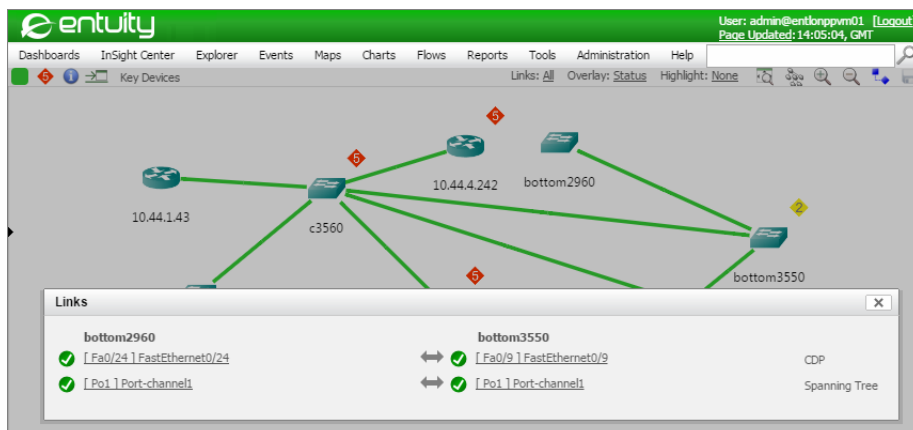 entuity
User: admin@entlonppvm01 [Logout
Page Updated: 14:05:04, GMT
Dashboards InSight Center Explorer Events Maps Charts Flows Reports Tools Administration Help
5 i Key Devices Links: All Overlay: Status Highlight: None
5
5
10.44.4.242
bottom2960
10.44.1.43
c3560
2
bottom3550
5
Links
bottom2960 bottom3550
[ Fa0/24 ] FastEthernet0/24 [ Fa0/9 ] FastEthernet0/9 CDP
[ Po1 ] Port-channel1 [ Po1 ] Port-channel1 Spanning Tree